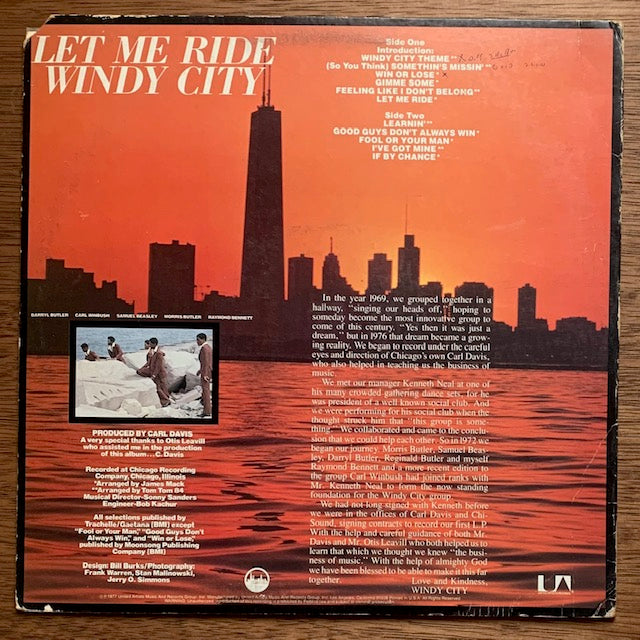 LET ME RIDE
WINDY CITY
Side One
Introduction:
WINDY CITY THEME**
(So You Think) SOMETHIN'S MISSIN'**
WIN OR LOSE*
GIMME SOME*
FEELING LIKE I DON'T BELONG**
LET ME RIDE*
Side Two
LEARNIN'**
GOOD GUYS DON'T ALWAYS WIN*
FOOL OR YOUR MAN*
I'VE GOT MINE**
IF BY CHANCE*
DARRYL BUTLER CARL WINBUSH SAMUEL BEASLEY MORRIS BUTLER RAYMOND BENNETT
PRODUCED BY CARL DAVIS
A very special thanks to Otis Leavill
who assisted me in the production
of this album...C. Davis
Recorded at Chicago Recording
Company, Chicago, Illinois
*Arranged by James Mack
**Arranged by Tom Tom 84
Musical Director-Sonny Sanders
Engineer-Bob Kachur
All selections published by
Trachelle/Gaetana (BMI) except
"Fool or Your Man," "Good Guys Don't
Always Win," and "Win or Lose,"
published by Moonsong Publishing
Company (BMI)
Design: Bill Burks/Photography:
Frank Warren, Stan Malinowski,
Jerry G. Simmons
In the year 1969, we grouped together in a
hallway, "singing our heads off," hoping to
someday become the most innovative group to
come of this century. "Yes then it was just a
dream," but in 1976 that dream became a grow-
ing reality. We began to record under the careful
eyes and direction of Chicago's own Carl Davis,
who also helped in teaching us the business of
music.
We met our manager Kenneth Neal at one of
his many crowded gathering dance sets, for he
was president of a well known social club. And
we were performing for his social club when the
thought struck him that "this group is some-
thing" We collaborated and came to the conclu-
sion that we could help each other. So in 1972 we
began our journey. Morris Butler, Samuel Beas-
ley, Darryl Butler, Reginald Butler and myself
Raymond Bennett and a more recent edition to
the group Carl Winbush had joined ranks with
Mr. Kenneth Neal to form the now standing
foundation for the Windy City group.
We had not long signed with Kenneth before
we were in the offices of Carl Davis and Chi-
Sound, signing contracts to record our first L.P.
With the help and careful guidance of both Mr.
Davis and Mr. Otis Leavill who both helped us to
learn that which we thought we knew "the busi-
ness of music." With the help of almighty God
we have been blessed to be able to make it this far
together. Love and Kindness,
WINDY CITY
UA